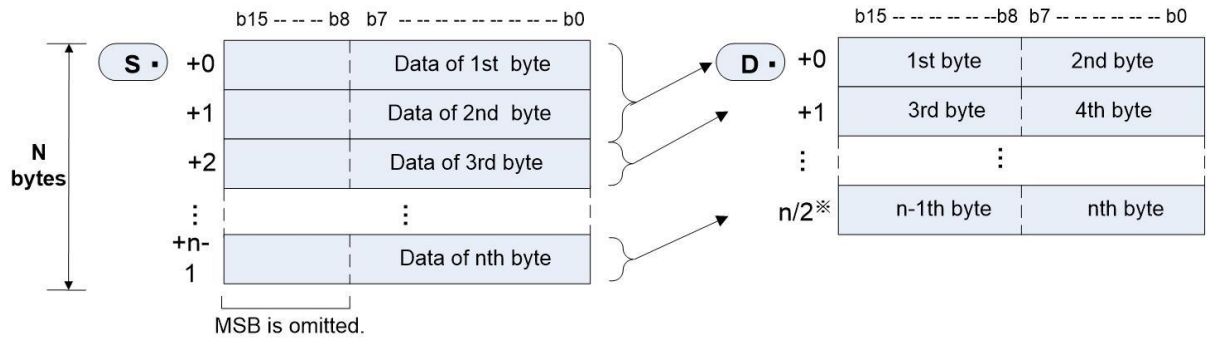 b15 -- -- -- b8 b7 -- -- -- -- -- -- -- b0
b15 -- -- -- -- --b8 b7 -- -- -- -- -- b0
S · +0 Data of 1st byte
D · +0 1st byte 2nd byte
+1 Data of 2nd byte
+1 3rd byte 4th byte
N
bytes
+2 Data of 3rd byte
⋮ ⋮
⋮ ⋮
n/2※ n-1th byte nth byte
+n-
1
Data of nth byte
MSB is omitted.